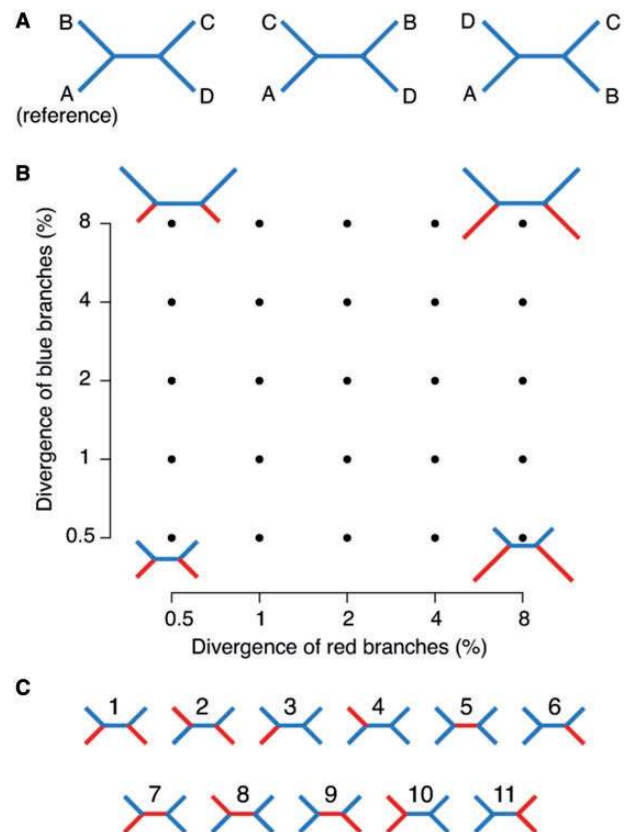 A
B C C B D C
A D A D A B
(reference)
B
Divergence of blue branches (%)
8
4
2
1
0.5
0.5 1 2 4 8
Divergence of red branches (%)
C
1 2 3 4 5 6
7 8 9 10 11